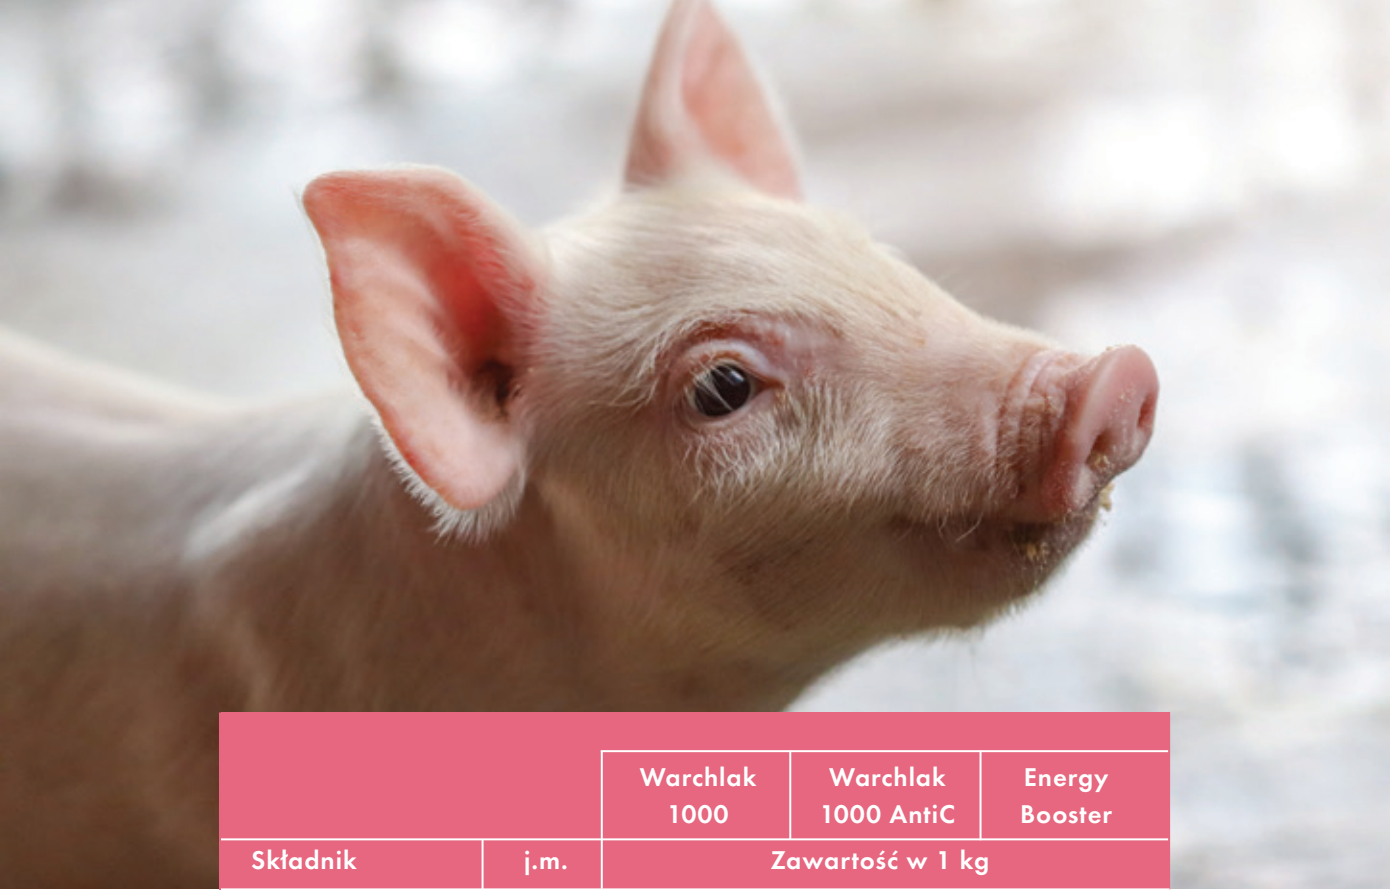 Warchlak 1000
Warchlak 1000 AntiC
Energy Booster
Składnik
j.m.
Zawartość w 1 kg